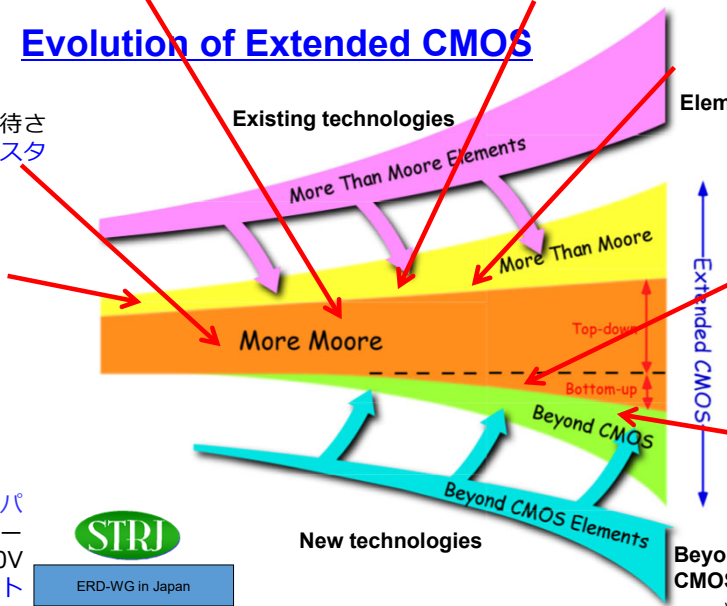 Evolution of Extended CMOS
待さ
スタ
Existing technologies
Elem
More Than Moore Elements
More Than Moore
More Moore
Top-down
Bottom-up
Extended CMOS
Beyond CMOS
Beyond CMOS Elements
New technologies
パ
ー
0V
ト
STRJ
ERD-WG in Japan
Beyo
CMOS